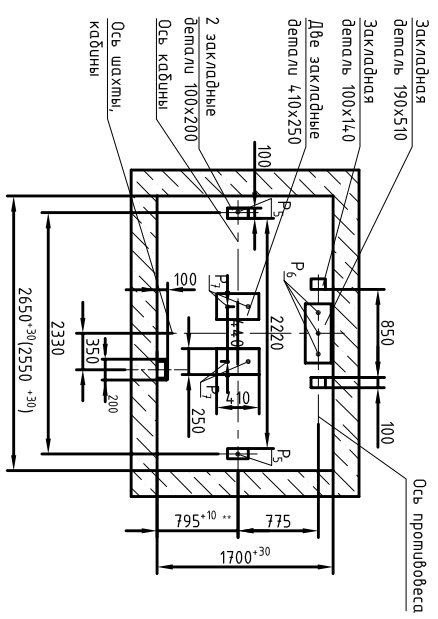 Закладная
деталь 190х510
Закладная
деталь 100х140
Две закладные
детали 410х250
2 закладные
детали 100х200
Ось кабины
Ось шахты,
кабины
Ось противовеса
100
P5
P6
850
100
P7
440
2220
P7
410
250
P5
100
350
200
2330
2650+30(2550 +30)
795+10 **
775
1700+30